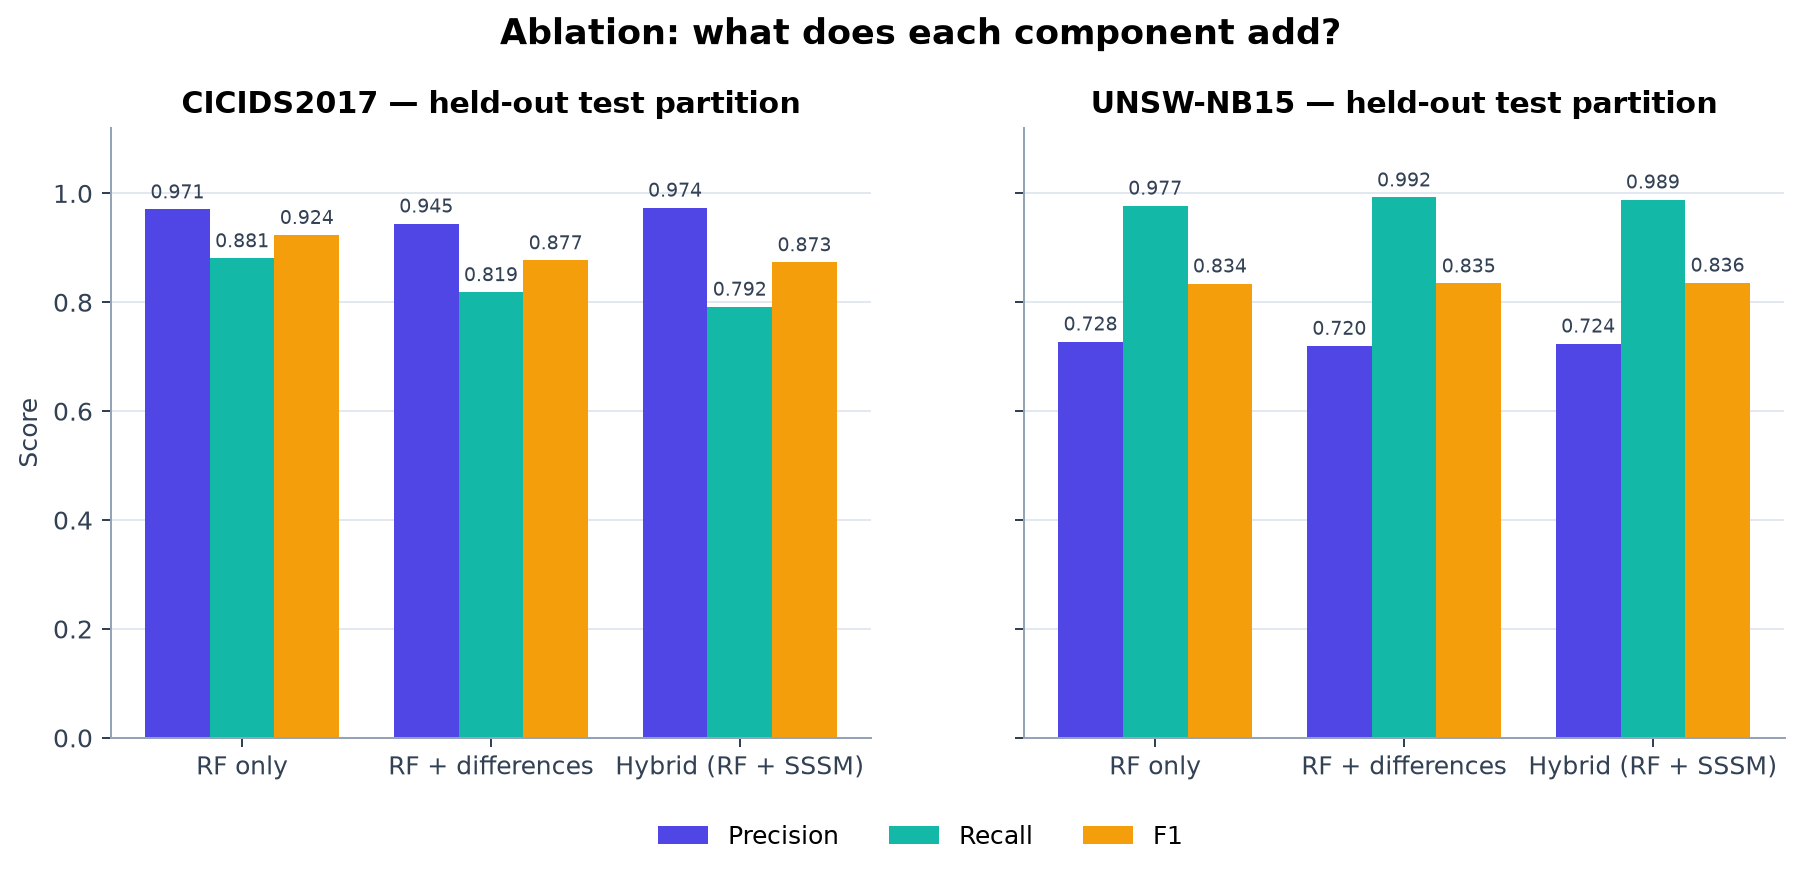 Ablation: what does each component add?
CICIDS2017 — held-out test partition
Score
1.0
0.8
0.6
0.4
0.2
0.0
0.971
0.881
0.924
0.945
0.819
0.877
0.974
0.792
0.873
RF only
RF + differences
Hybrid (RF + SSSM)
UNSW-NB15 — held-out test partition
0.728
0.977
0.834
0.720
0.992
0.835
0.724
0.989
0.836
RF only
RF + differences
Hybrid (RF + SSSM)
Precision
Recall
F1